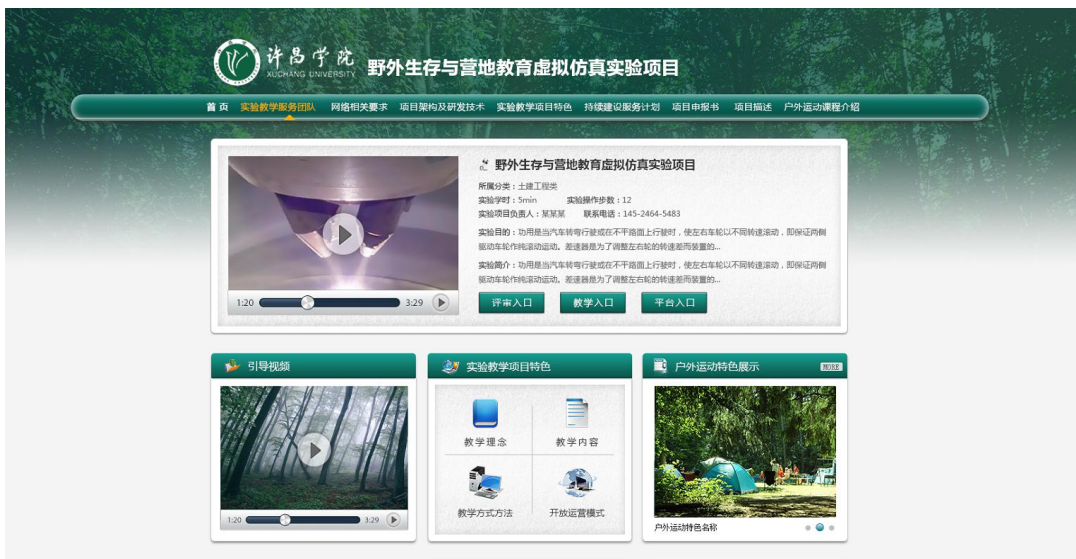 许昌学院
XUCHANG UNIVERSITY
野外生存与营地教育虚拟仿真实验项目
首 页 实验教学服务团队 网络相关要求 项目架构及研发技术 实验教学项目特色 持续建设服务计划 项目申报书 项目描述 户外运动课程介绍
野外生存与营地教育虚拟仿真实验项目
所属分类：土建工程类
实验学时：5min 实验操作步数：12
实验项目负责人：某某某 联系电话：145-2464-5483
实验目的：功用是当汽车转弯行驶或在不平路面上行驶时，使左右车轮以不同转速滚动，即保证两侧
驱动车轮作纯滚动运动。差速器是为了调整左右轮的转速差而装置的...
实验简介：功用是当汽车转弯行驶或在不平路面上行驶时，使左右车轮以不同转速滚动，即保证两侧
驱动车轮作纯滚动运动。差速器是为了调整左右轮的转速差而装置的...
1:20 3:29
评审入口 教学入口 平台入口
引导视频
1:20 3:29
实验教学项目特色
教学理念 教学内容
教学方式方法 开放运营模式
户外运动特色展示 MORE
户外运动特色名称